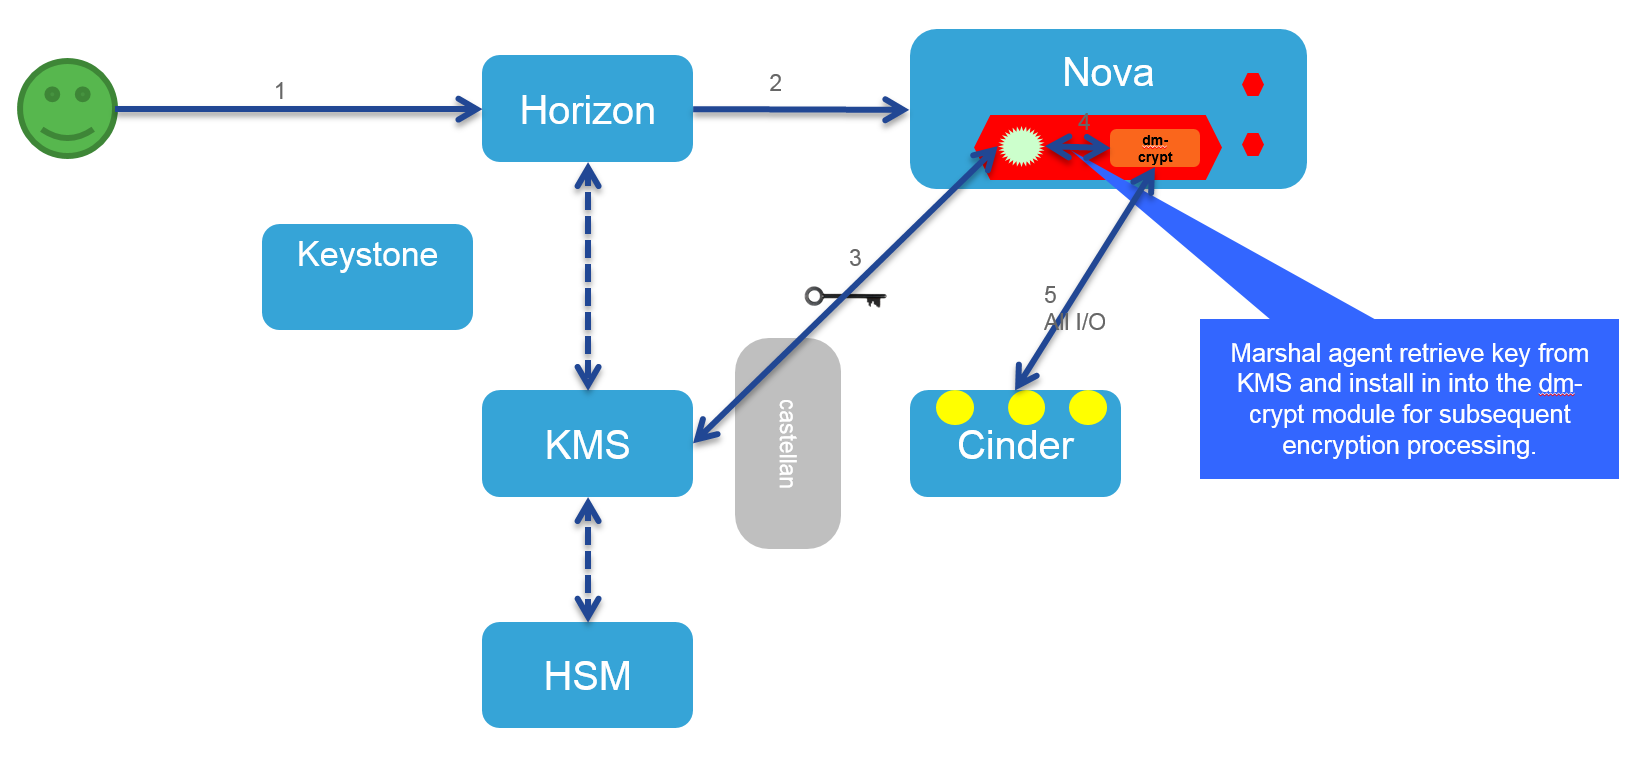 1
2
Horizon
Nova
4
dm-
crypt
Keystone
3
5
All I/O
castellan
KMS
Cinder
Marshal agent retrieve key from
KMS and install in into the dm-
crypt module for subsequent
encryption processing.
HSM